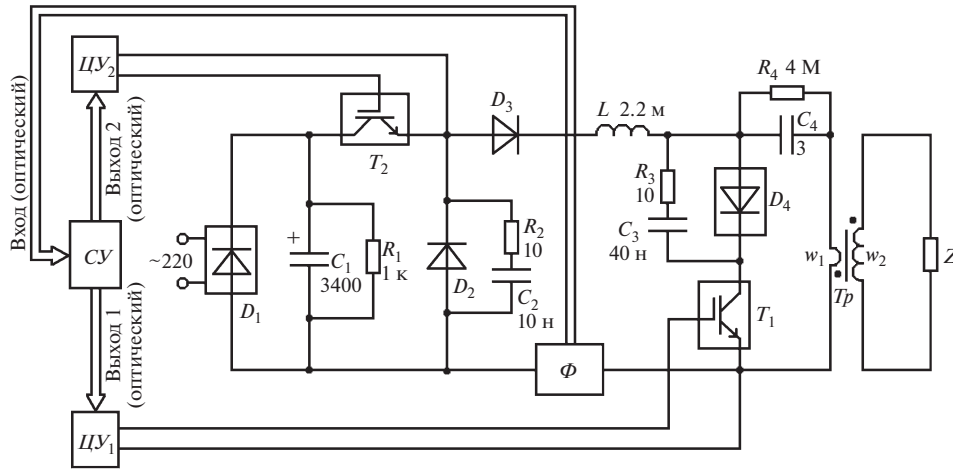 ЦУ₂
Вход (оптический)
Выход 2
(оптический)
СУ
~220
D₁
+
C₁
3400
R₁
1 к
T₂
D₃
D₂
R₂
10
C₂
10 н
L 2.2 м
R₃
10
C₃
40 н
R₄ 4 М
C₄
3
D₄
T₁
w₁
w₂
Тр
Z
Ф
Выход 1
(оптический)
ЦУ₁